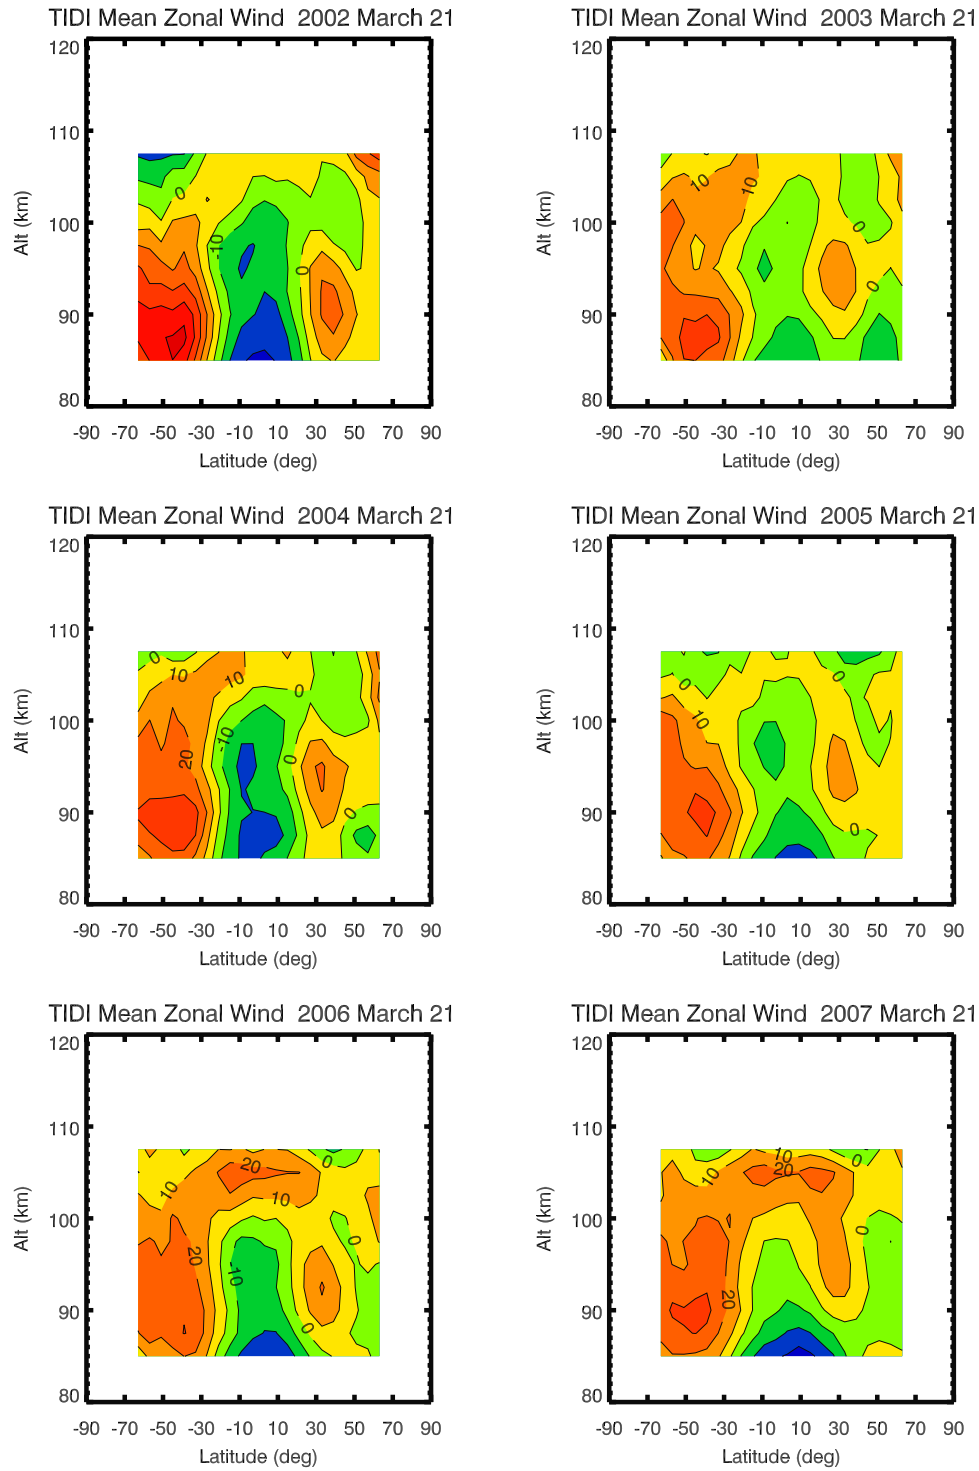 TIDI Mean Zonal Wind  2002 March 21
120
110
100
90
80
Alt (km)
0
-10
0
-90 -70 -50 -30 -10 10 30 50 70 90
Latitude (deg)
TIDI Mean Zonal Wind  2003 March 21
120
110
100
90
80
Alt (km)
10
10
0
0
-90 -70 -50 -30 -10 10 30 50 70 90
Latitude (deg)
TIDI Mean Zonal Wind  2004 March 21
120
110
100
90
80
Alt (km)
0
10
10
0
-10
20
0
0
-90 -70 -50 -30 -10 10 30 50 70 90
Latitude (deg)
TIDI Mean Zonal Wind  2005 March 21
120
110
100
90
80
Alt (km)
0
0
10
0
-90 -70 -50 -30 -10 10 30 50 70 90
Latitude (deg)
TIDI Mean Zonal Wind  2006 March 21
120
110
100
90
80
Alt (km)
20
0
10
10
20
0
-10
0
-90 -70 -50 -30 -10 10 30 50 70 90
Latitude (deg)
TIDI Mean Zonal Wind  2007 March 21
120
110
100
90
80
Alt (km)
10
0
20
10
0
20
-90 -70 -50 -30 -10 10 30 50 70 90
Latitude (deg)